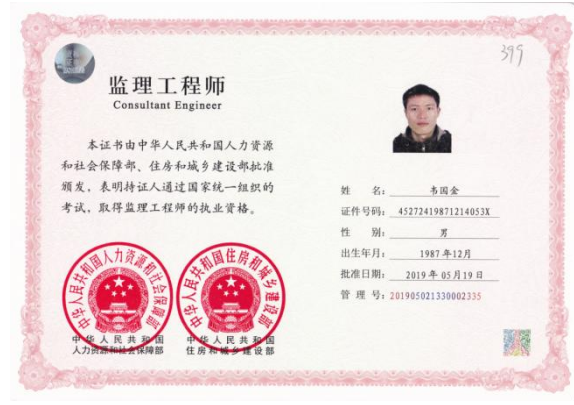 399
监理工程师
Consultant Engineer
本证书由中华人民共和国人力资源
和社会保障部、住房和城乡建设部批准
颁发，表明持证人通过国家统一组织的
考试，取得监理工程师的执业资格。
姓 名：韦国金
证件号码：45272419871214053X
性 别：男
出生年月：1987年12月
批准日期：2019年05月19日
管 理 号：201905021330002335
中华人民共和国人力资源和社会保障部
中华人民共和国住房和城乡建设部
中华人民共和国
人力资源和社会保障部
中华人民共和国
住房和城乡建设部